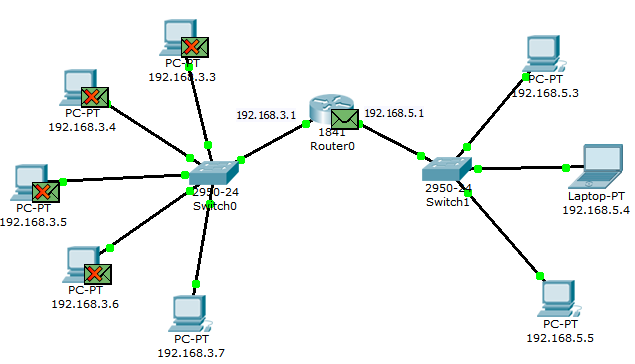 PC-PT
192.168.3.3
PC-PT
192.168.3.4
PC-PT
192.168.3.5
PC-PT
192.168.3.6
PC-PT
192.168.3.7
2950-24
Switch0
192.168.3.1
1841
Router0
192.168.5.1
2950-24
Switch1
PC-PT
192.168.5.3
Laptop-PT
192.168.5.4
PC-PT
192.168.5.5